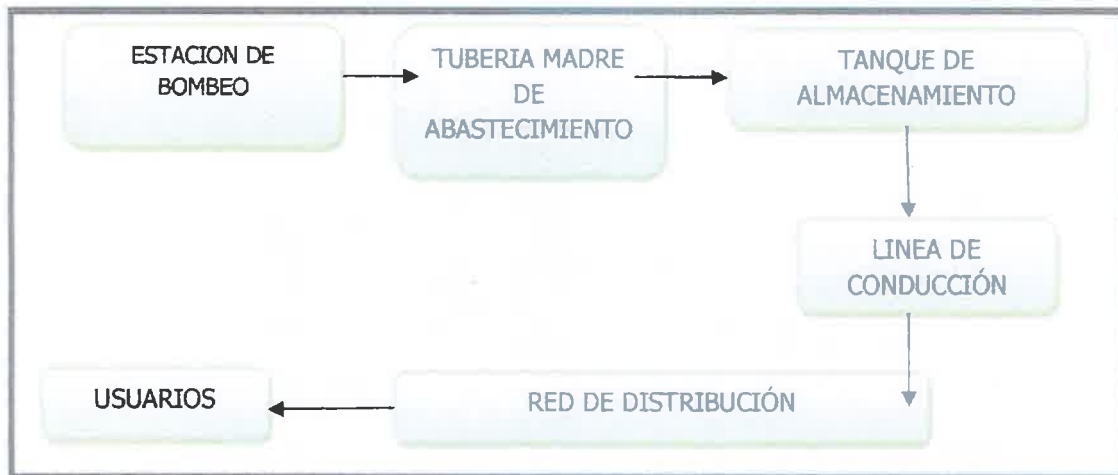 ESTACION DE
BOMBEO
TUBERIA MADRE
DE
ABASTECIMIENTO
TANQUE DE
ALMACENAMIENTO
LINEA DE
CONDUCCIÓN
RED DE DISTRIBUCIÓN
USUARIOS